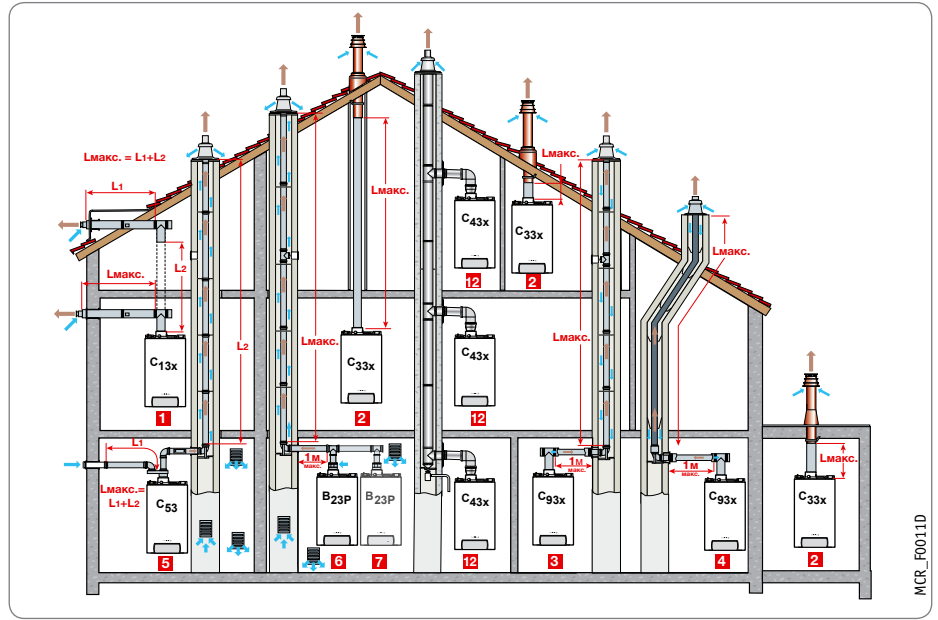 Lмакс. = L1+L2
L1
Lмакс.
L2
C13x
1
L2
Lмакс.
Lмакс.
C33x
2
C43x
12
Lмакс.
C33x
2
C43x
12
Lмакс.
Lмакс.
L1
Lмакс.=
L1+L2
C53
5
1м
макс.
B23P
6
B23P
7
C43x
12
1м
макс.
C93x
3
1м
макс.
C93x
4
Lмакс.
C33x
2
MCR_F0011D